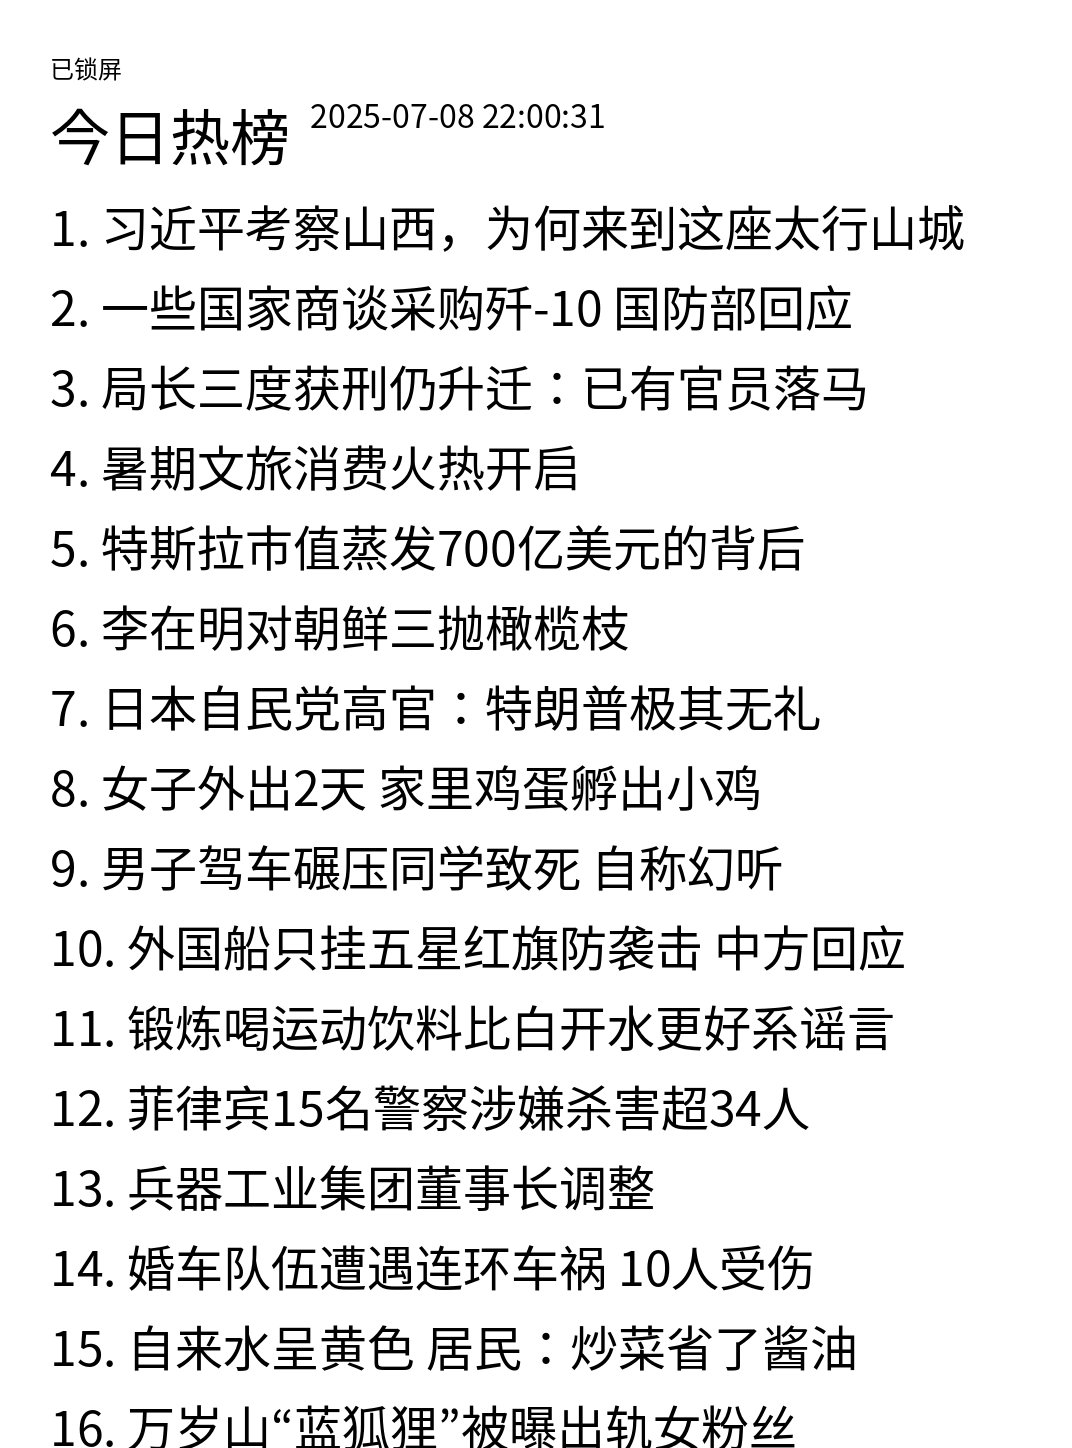 已锁屏
今日热榜 2025-07-08 22:00:31
1. 习近平考察山西，为何来到这座太行山城
2. 一些国家商谈采购歼-10 国防部回应
3. 局长三度获刑仍升迁：已有官员落马
4. 暑期文旅消费火热开启
5. 特斯拉市值蒸发700亿美元的背后
6. 李在明对朝鲜三抛橄榄枝
7. 日本自民党高官：特朗普极其无礼
8. 女子外出2天 家里鸡蛋孵出小鸡
9. 男子驾车碾压同学致死 自称幻听
10. 外国船只挂五星红旗防袭击 中方回应
11. 锻炼喝运动饮料比白开水更好系谣言
12. 菲律宾15名警察涉嫌杀害超34人
13. 兵器工业集团董事长调整
14. 婚车队伍遭遇连环车祸 10人受伤
15. 自来水呈黄色 居民：炒菜省了酱油
16. 万岁山“蓝狐狸”被曝出轨女粉丝